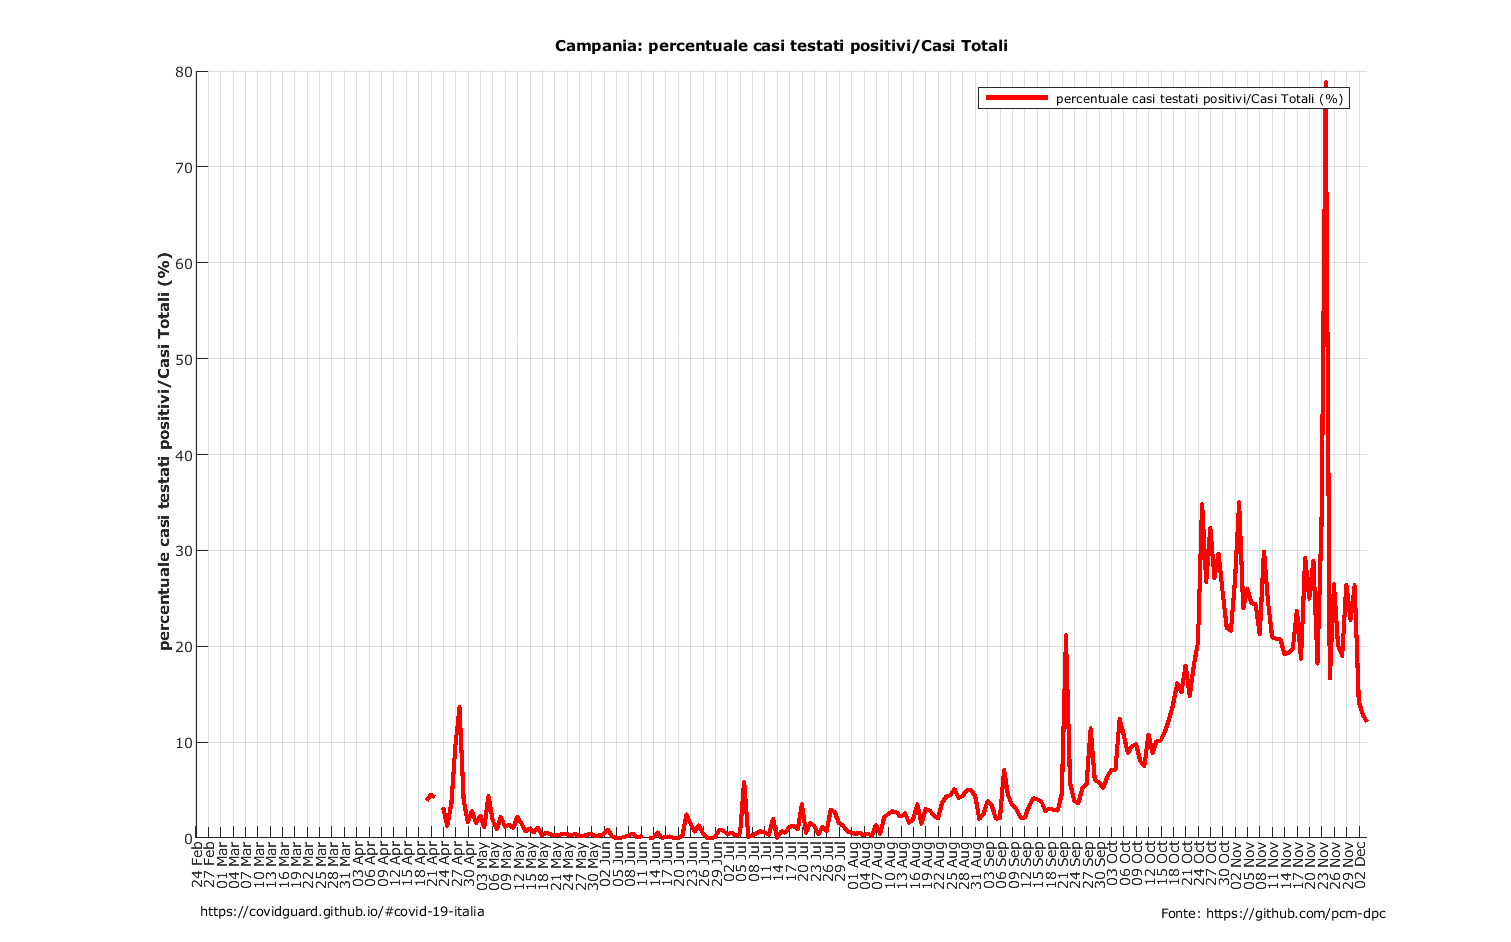 Campania: percentuale casi testati positivi/Casi Totali
percentuale casi testati positivi/Casi Totali (%)
percentuale casi testati positivi/Casi Totali (%)
80
70
60
50
40
30
20
10
0
24 Feb
27 Feb
01 Mar
04 Mar
07 Mar
10 Mar
13 Mar
16 Mar
19 Mar
22 Mar
25 Mar
28 Mar
31 Mar
03 Apr
06 Apr
09 Apr
12 Apr
15 Apr
18 Apr
21 Apr
24 Apr
27 Apr
30 Apr
03 May
06 May
09 May
12 May
15 May
18 May
21 May
24 May
27 May
30 May
02 Jun
05 Jun
08 Jun
11 Jun
14 Jun
17 Jun
20 Jun
23 Jun
26 Jun
29 Jun
02 Jul
05 Jul
08 Jul
11 Jul
14 Jul
17 Jul
20 Jul
23 Jul
26 Jul
29 Jul
01 Aug
04 Aug
07 Aug
10 Aug
13 Aug
16 Aug
19 Aug
22 Aug
25 Aug
28 Aug
31 Aug
03 Sep
06 Sep
09 Sep
12 Sep
15 Sep
18 Sep
21 Sep
24 Sep
27 Sep
30 Sep
03 Oct
06 Oct
09 Oct
12 Oct
15 Oct
18 Oct
21 Oct
24 Oct
27 Oct
30 Oct
02 Nov
05 Nov
08 Nov
11 Nov
14 Nov
17 Nov
20 Nov
23 Nov
26 Nov
29 Nov
02 Dec
https://covidguard.github.io/#covid-19-italia
Fonte: https://github.com/pcm-dpc